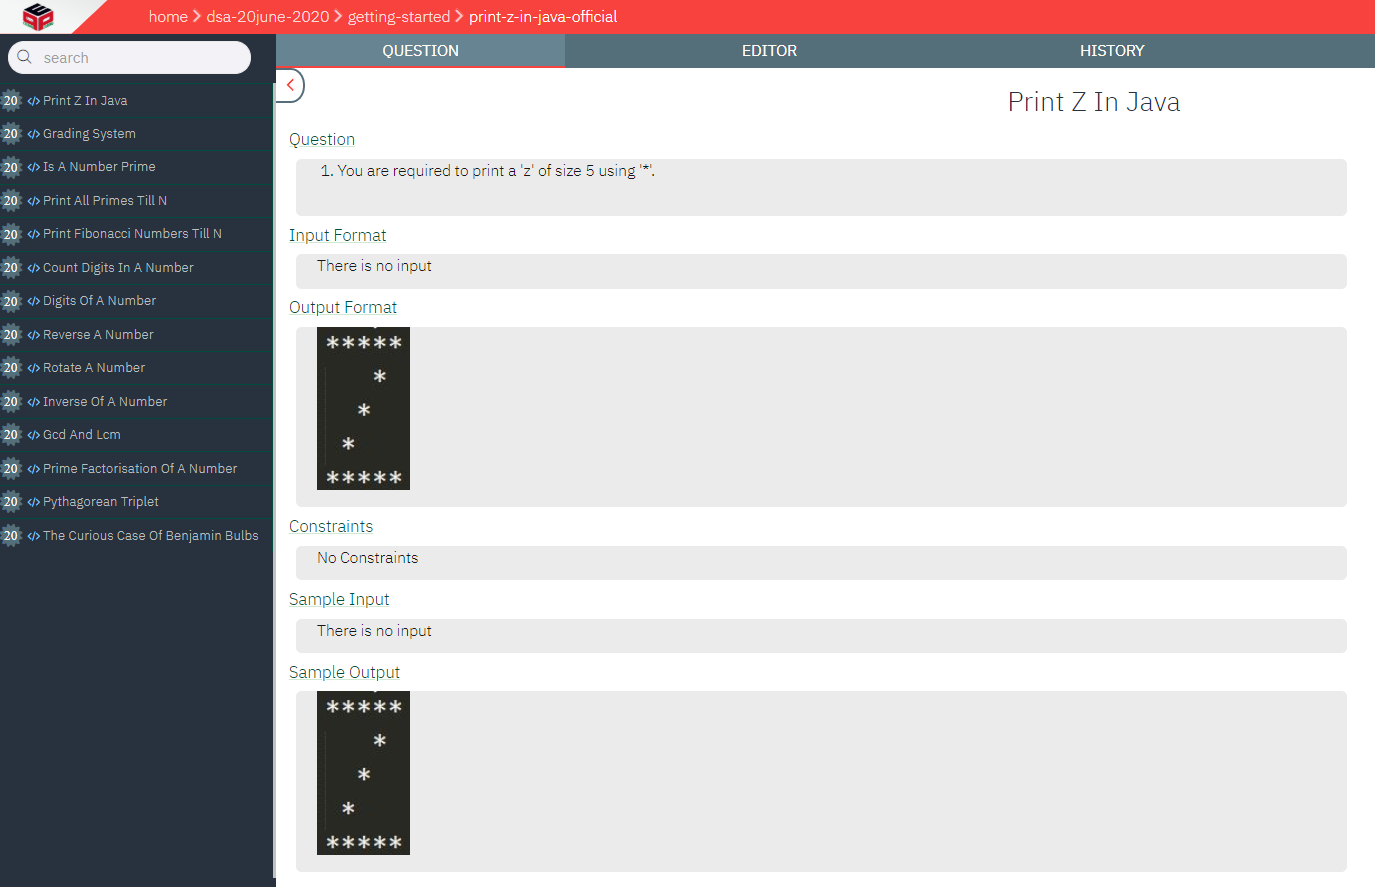 home > dsa-20june-2020 > getting-started > print-z-in-java-official
search
20 </> Print Z In Java
20 </> Grading System
20 </> Is A Number Prime
20 </> Print All Primes Till N
20 </> Print Fibonacci Numbers Till N
20 </> Count Digits In A Number
20 </> Digits Of A Number
20 </> Reverse A Number
20 </> Rotate A Number
20 </> Inverse Of A Number
20 </> Gcd And Lcm
20 </> Prime Factorisation Of A Number
20 </> Pythagorean Triplet
20 </> The Curious Case Of Benjamin Bulbs
QUESTION EDITOR HISTORY
Print Z In Java
Question
1. You are required to print a 'z' of size 5 using '*'.
Input Format
There is no input
Output Format
*****
   *
  *
 *
*****
Constraints
No Constraints
Sample Input
There is no input
Sample Output
*****
   *
  *
 *
*****